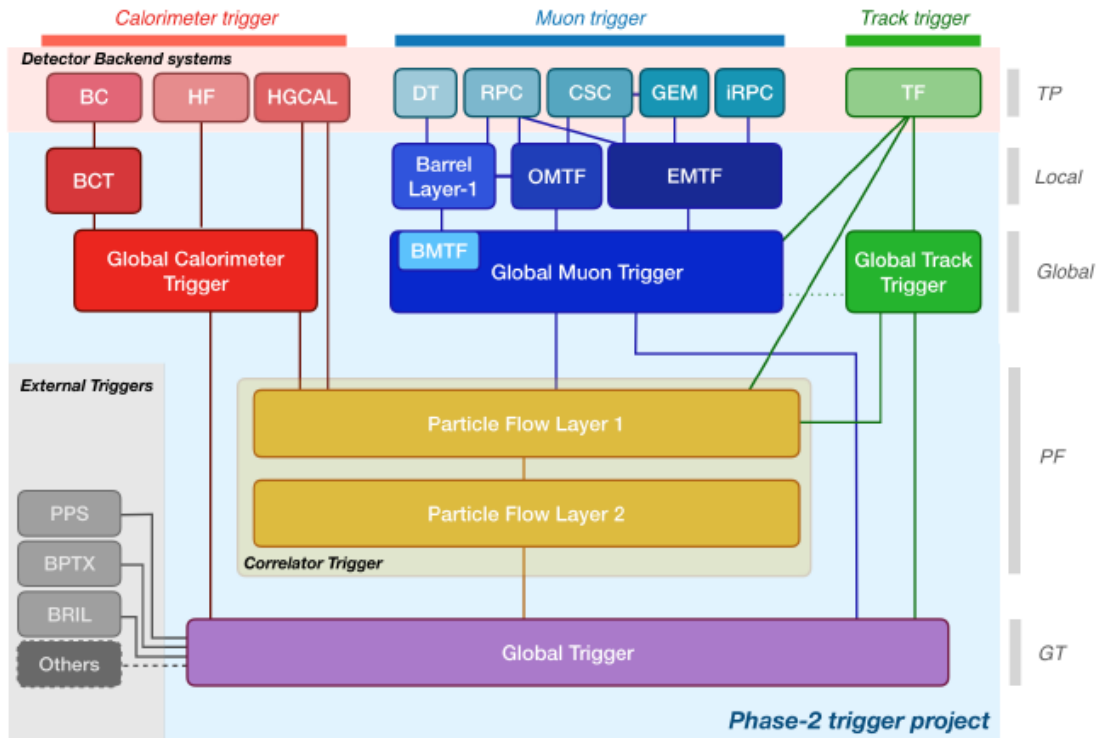 Calorimeter trigger
Muon trigger
Track trigger
Detector Backend systems
BC
HF
HGCAL
DT
RPC
CSC
GEM
iRPC
TF
TP
BCT
Barrel
Layer-1
OMTF
EMTF
Local
Global Calorimeter
Trigger
BMTF
Global Muon Trigger
Global Track
Trigger
Global
External Triggers
Particle Flow Layer 1
PF
Particle Flow Layer 2
Correlator Trigger
PPS
BPTX
BRIL
Others
Global Trigger
GT
Phase-2 trigger project